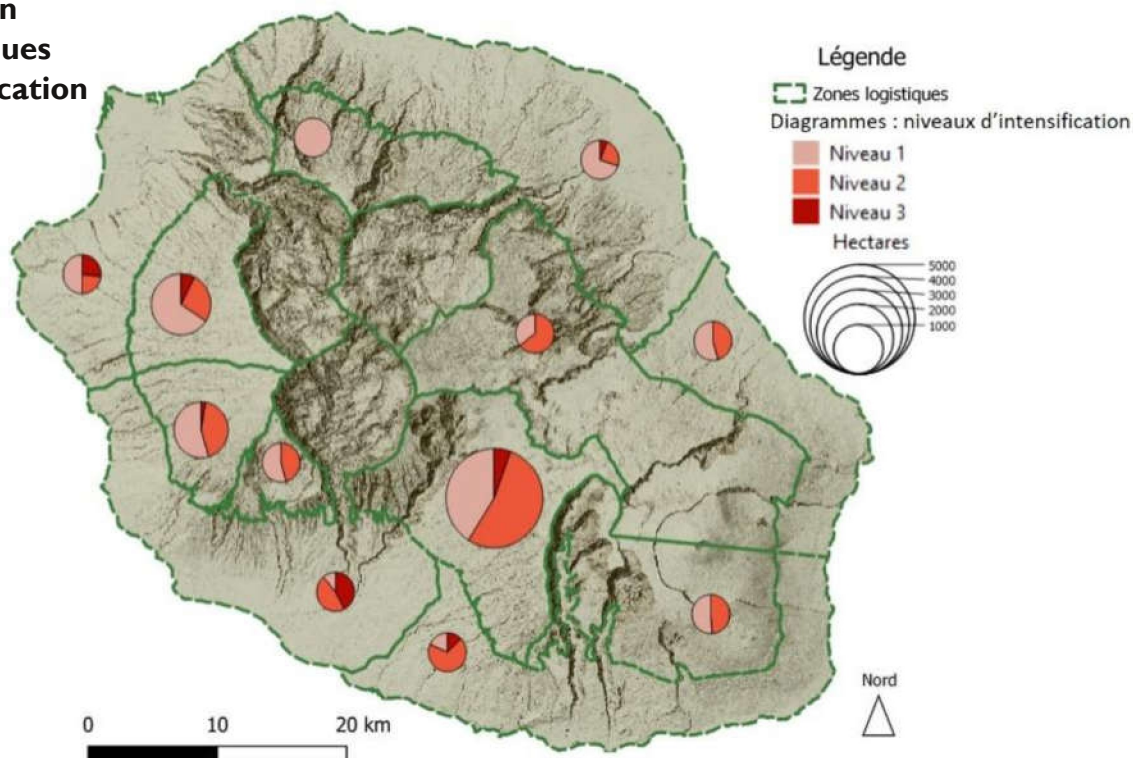 n
ues
cation
Légende
Zones logistiques
Diagrammes : niveaux d'intensification
Niveau 1
Niveau 2
Niveau 3
Hectares
5000
4000
3000
2000
1000
Nord
0 10 20 km